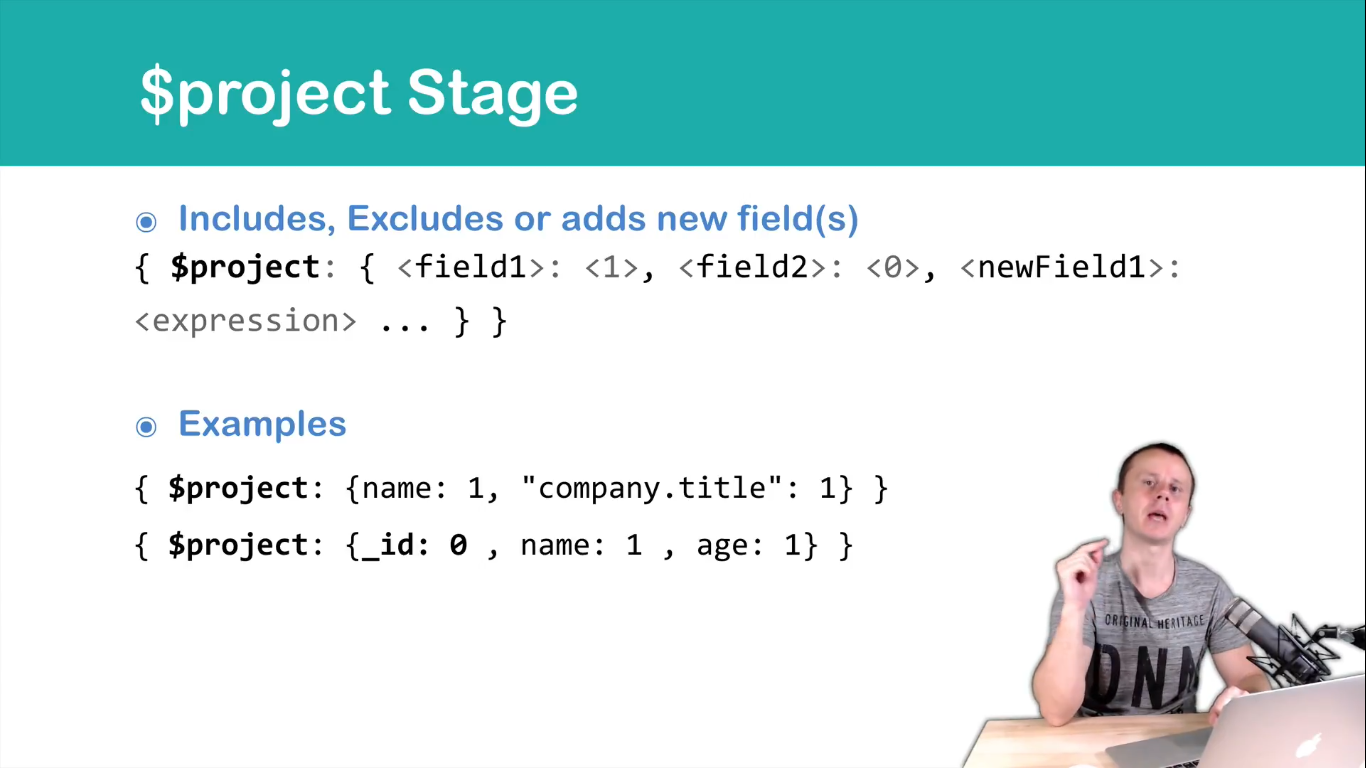 $project Stage
Includes, Excludes or adds new field(s)
{ $project: { <field1>: <1>, <field2>: <0>, <newField1>:
<expression> ... } }
Examples
{ $project: {name: 1, "company.title": 1} }
{ $project: {_id: 0 , name: 1 , age: 1} }
ORIGINAL HERITAGE